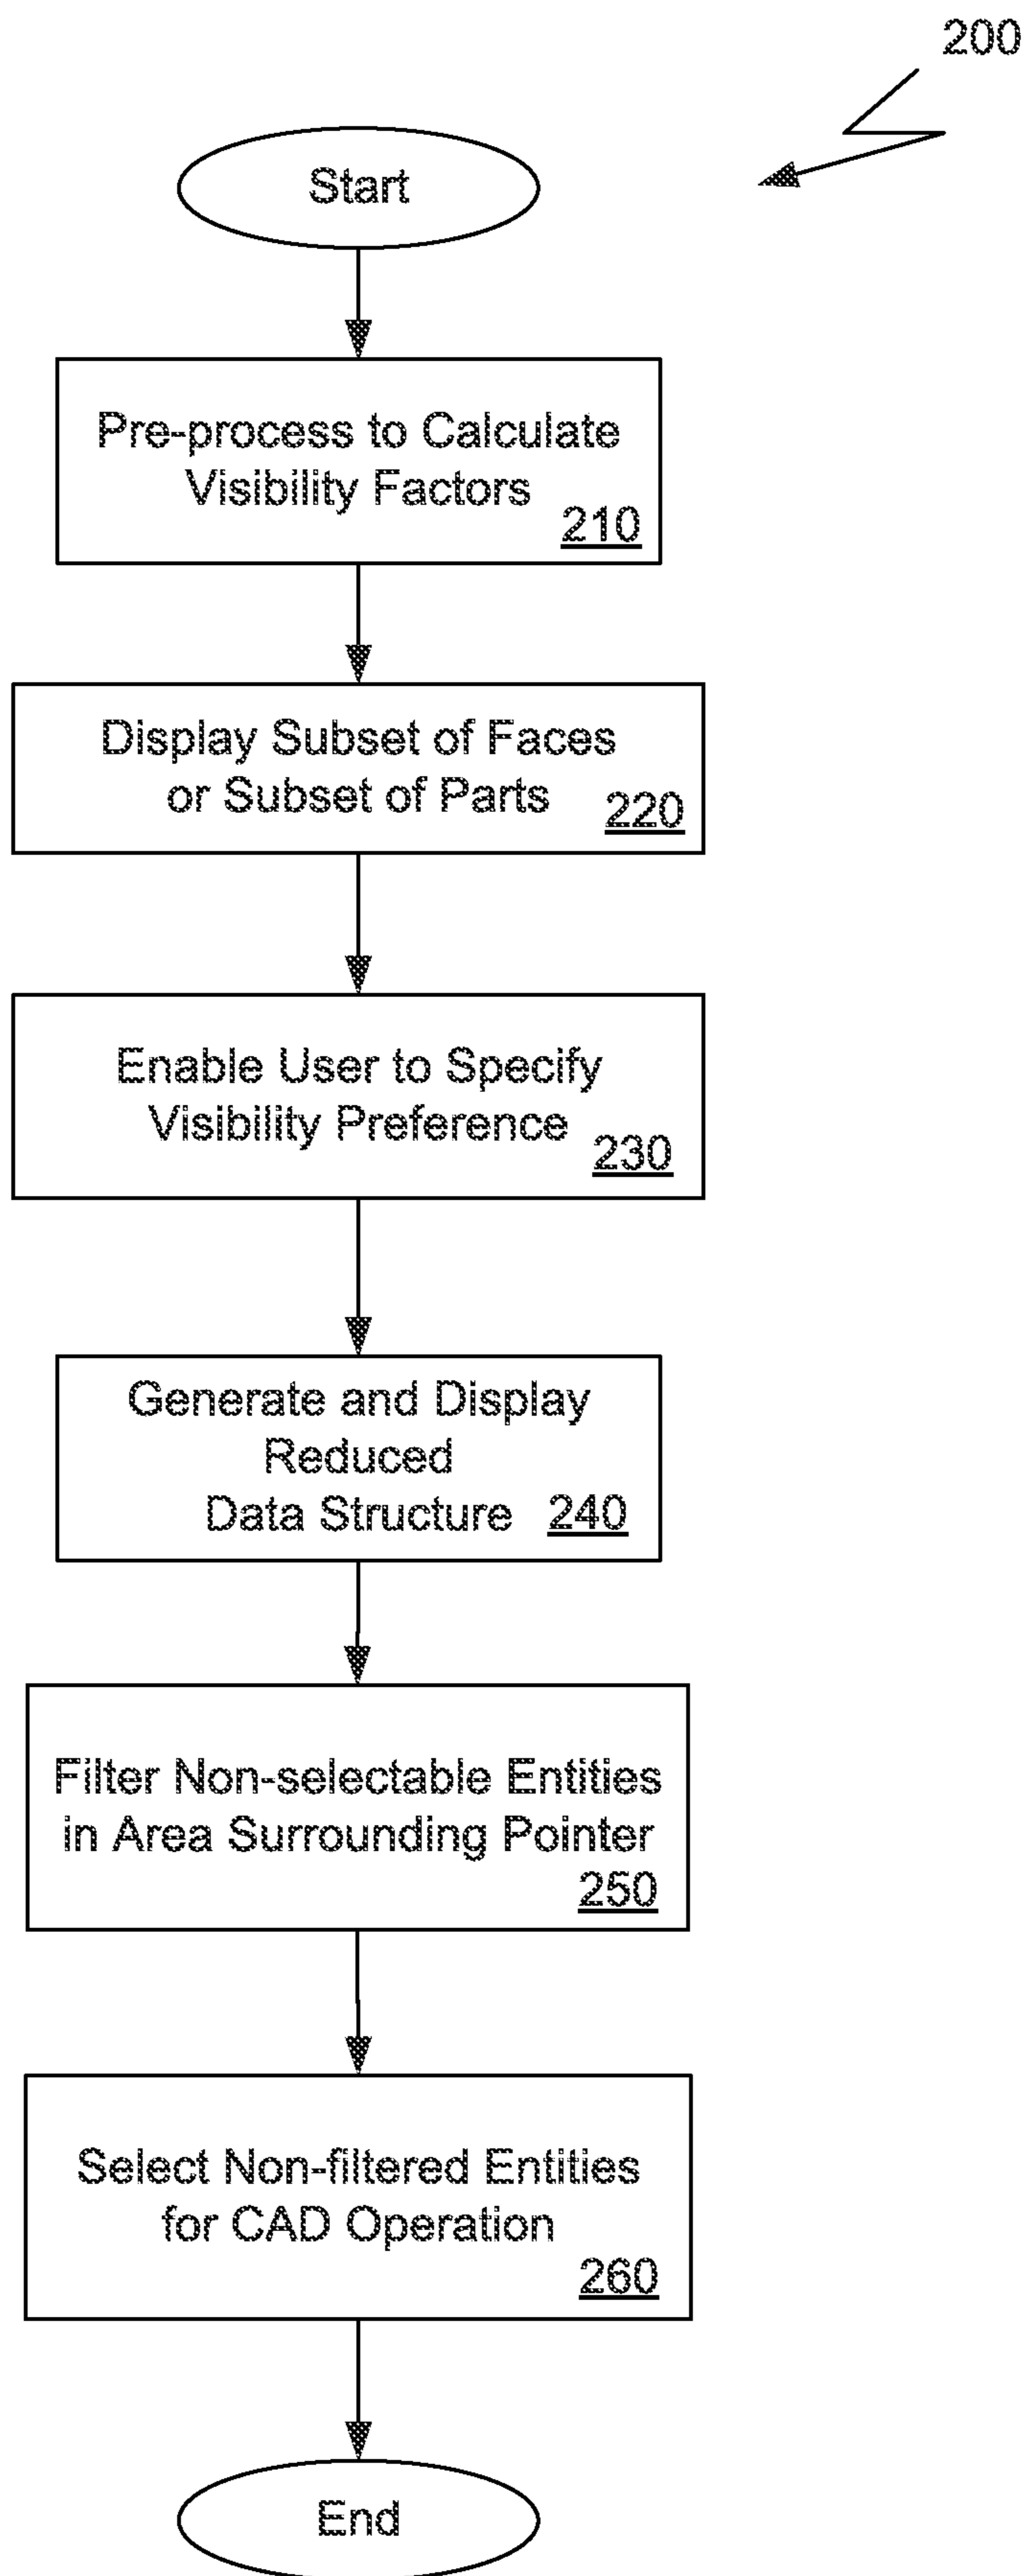 200
Start
Pre-process to Calculate
Visibility Factors
210
Display Subset of Faces
or Subset of Parts
220
Enable User to Specify
Visibility Preference
230
Generate and Display
Reduced
Data Structure 240
Filter Non-selectable Entities
in Area Surrounding Pointer
250
Select Non-filtered Entities
for CAD Operation
260
End